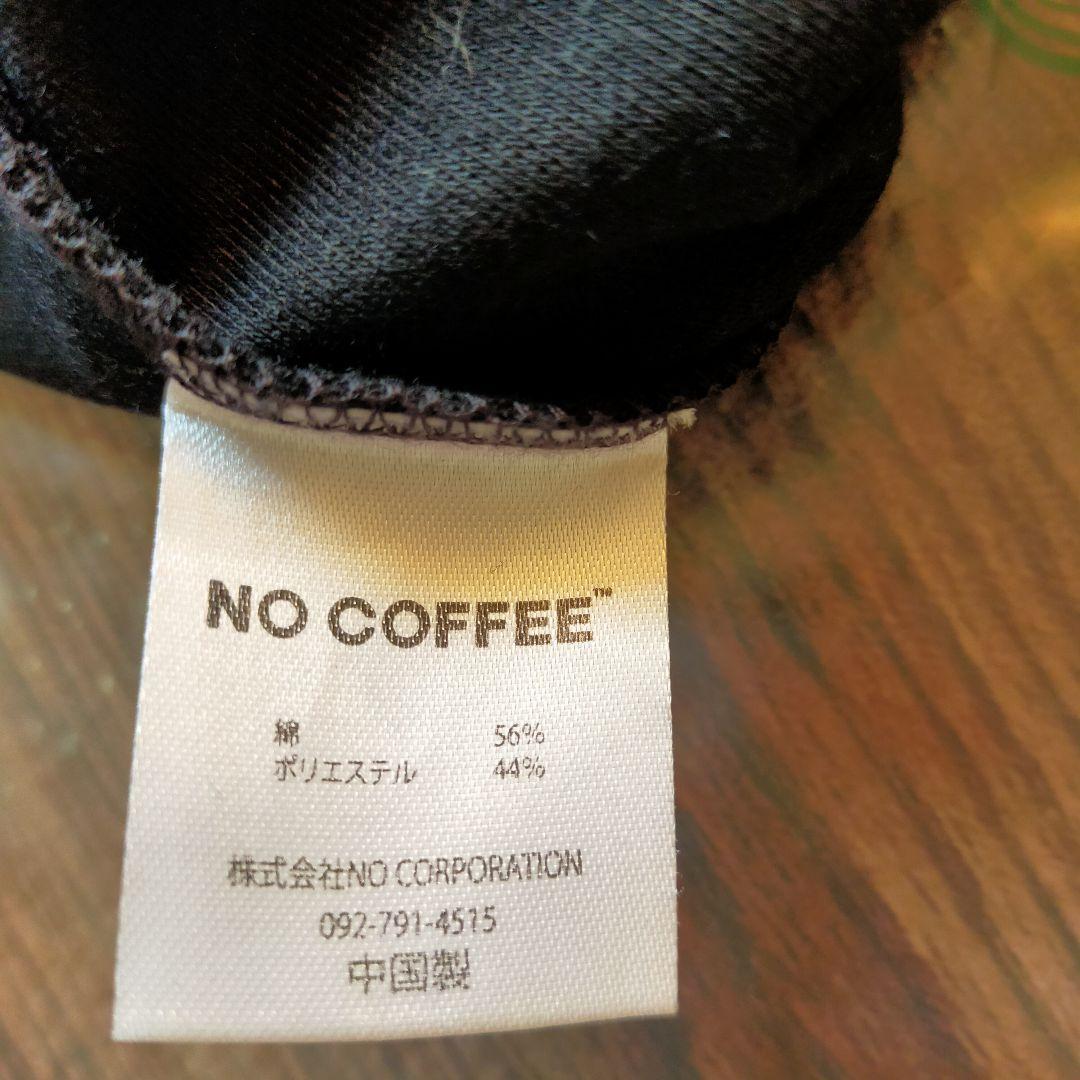 NO COFFEE™
綿 56%
ポリエステル 44%
株式会社NO CORPORATION
092-791-4515
中国製